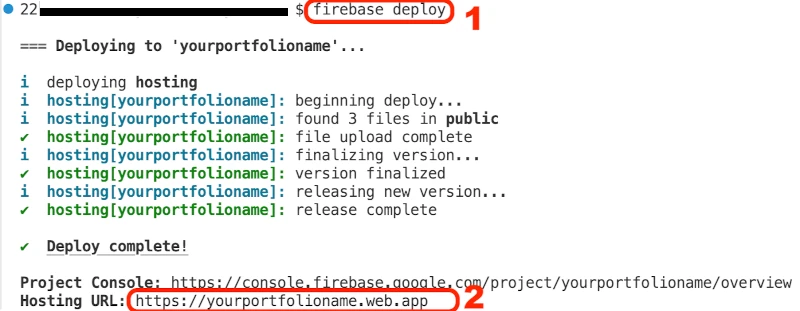 22 $ firebase deploy 1
=== Deploying to 'yourportfolioname'...
i deploying hosting
i hosting[yourportfolioname]: beginning deploy...
i hosting[yourportfolioname]: found 3 files in public
✔ hosting[yourportfolioname]: file upload complete
i hosting[yourportfolioname]: finalizing version...
✔ hosting[yourportfolioname]: version finalized
i hosting[yourportfolioname]: releasing new version...
✔ hosting[yourportfolioname]: release complete
✔ Deploy complete!
Project Console: https://console.firebase.google.com/project/yourportfolioname/overview
Hosting URL: https://yourportfolioname.web.app 2